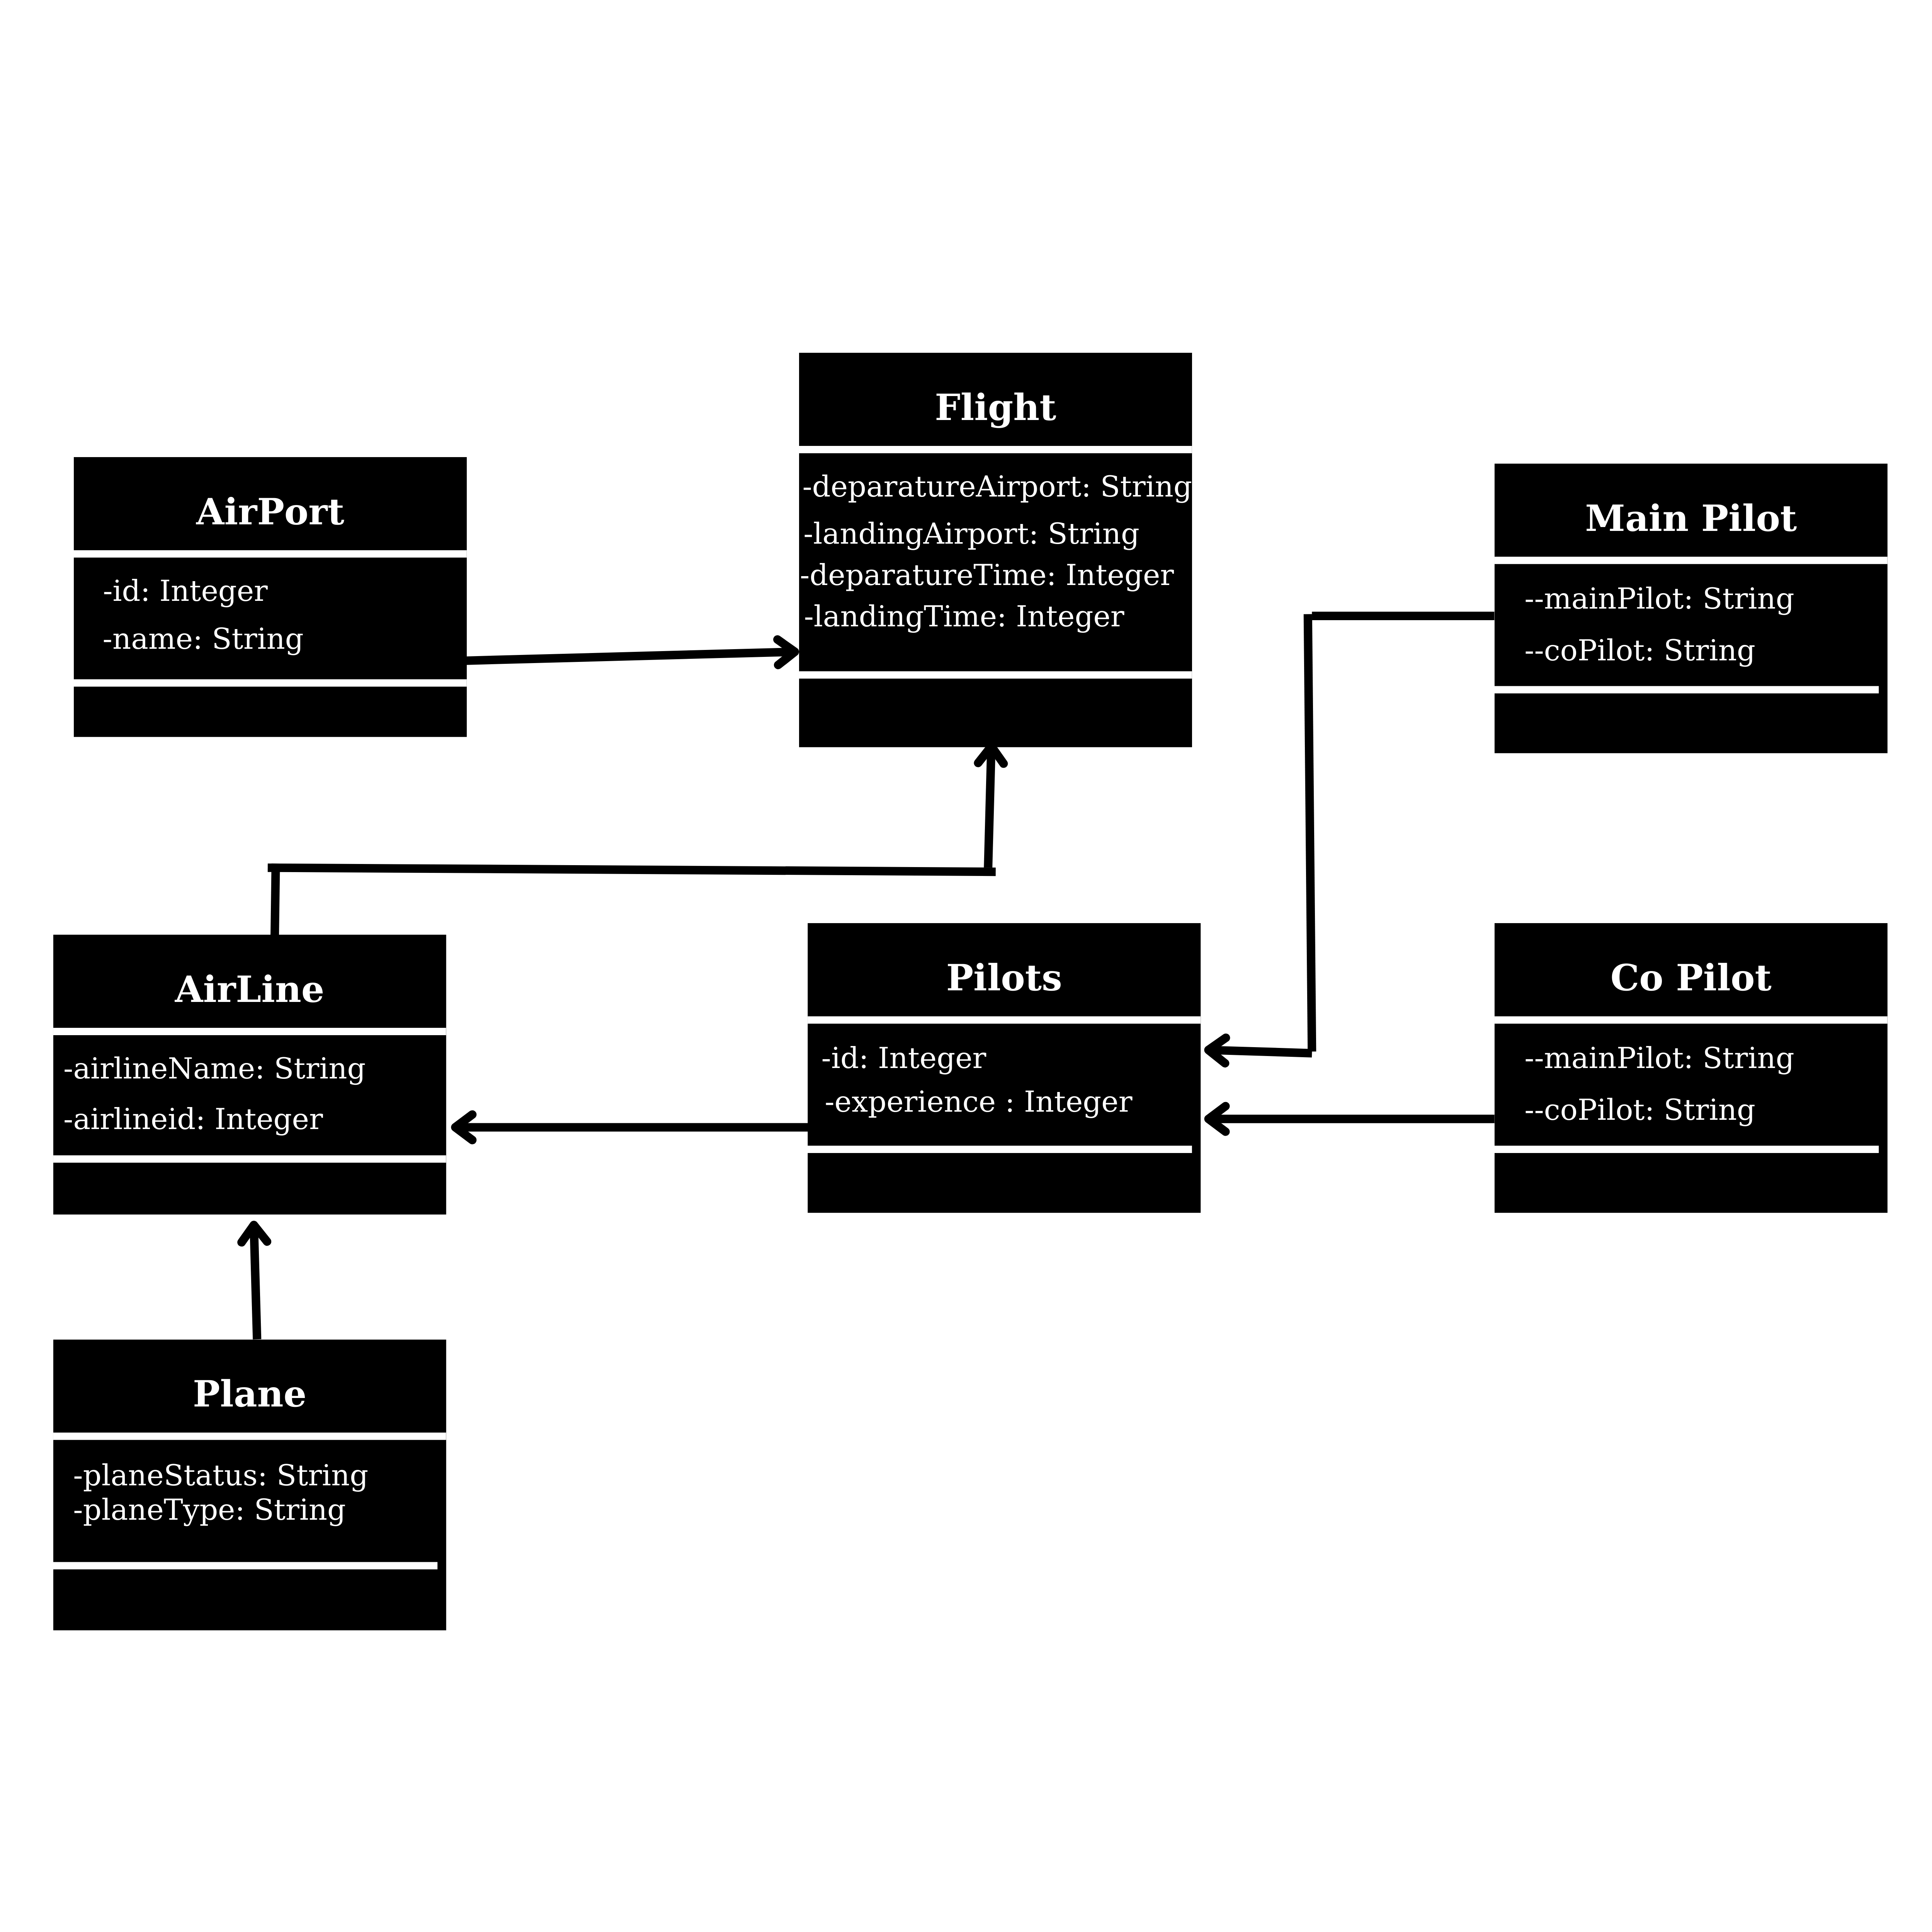 Flight
-deparatureAirport: String
-landingAirport: String
-deparatureTime: Integer
-landingTime: Integer
AirPort
-id: Integer
-name: String
Main Pilot
--mainPilot: String
--coPilot: String
AirLine
-airlineName: String
-airlineid: Integer
Pilots
-id: Integer
-experience : Integer
Co Pilot
--mainPilot: String
--coPilot: String
Plane
-planeStatus: String
-planeType: String